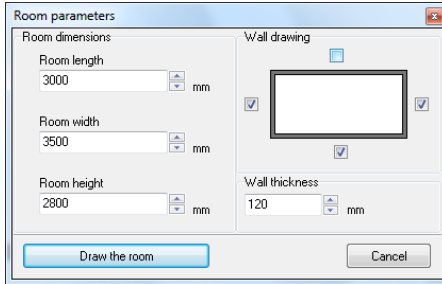 Room parameters
Room dimensions
Room length
3000
mm
Room width
3500
mm
Room height
2800
mm
Wall drawing
Wall thickness
120
mm
Draw the room
Cancel